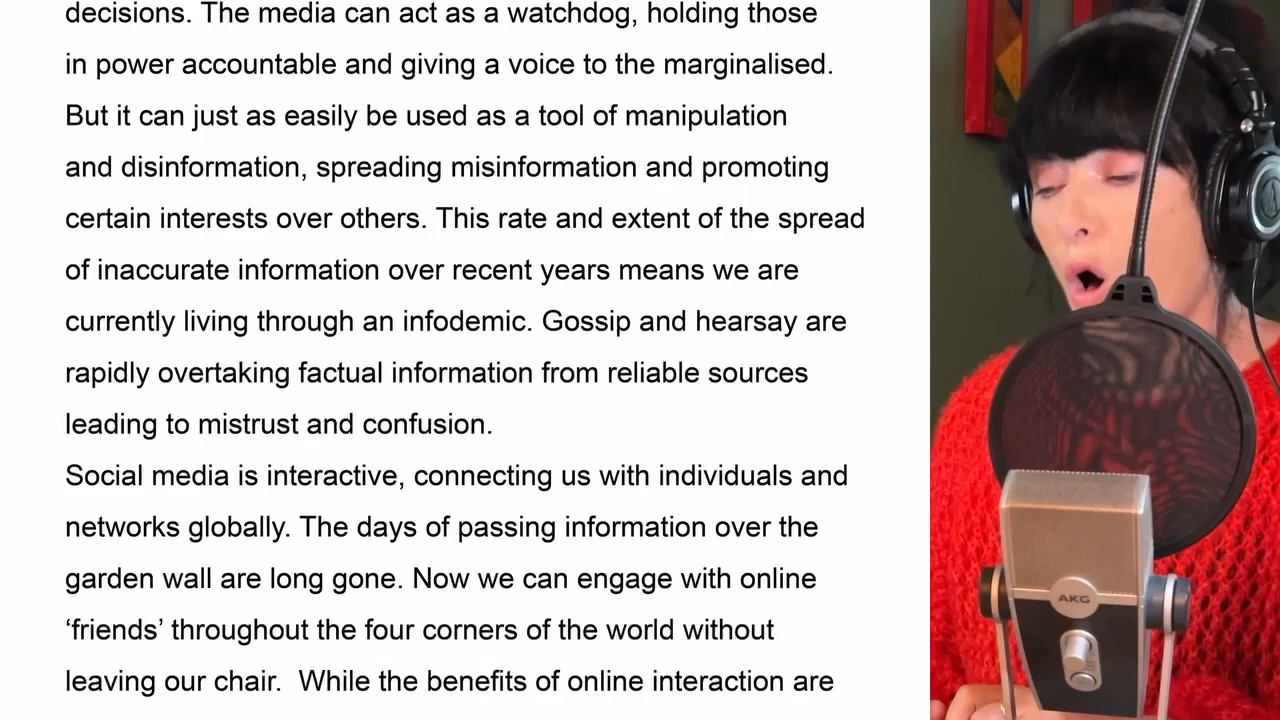 decisions. The media can act as a watchdog, holding those
in power accountable and giving a voice to the marginalised.
But it can just as easily be used as a tool of manipulation
and disinformation, spreading misinformation and promoting
certain interests over others. This rate and extent of the spread
of inaccurate information over recent years means we are
currently living through an infodemic. Gossip and hearsay are
rapidly overtaking factual information from reliable sources
leading to mistrust and confusion.
Social media is interactive, connecting us with individuals and
networks globally. The days of passing information over the
garden wall are long gone. Now we can engage with online
‘friends’ throughout the four corners of the world without
leaving our chair.  While the benefits of online interaction are
AKG